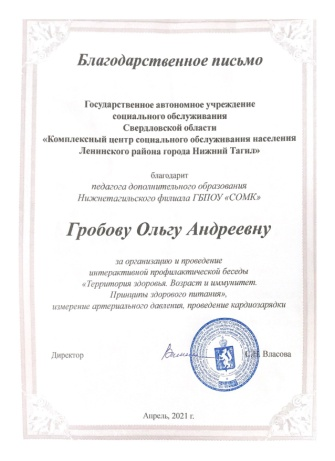 Благодарственное письмо
Государственное автономное учреждение
социального обслуживания
Свердловской области
«Комплексный центр социального обслуживания населения
Ленинского района города Нижний Тагил»
благодарит
педагога дополнительного образования
Нижнетагильского филиала ГБПОУ «СОМК»
Гробову Ольгу Андреевну
за организацию и проведение
интерактивной профилактической беседы
«Территория здоровья. Возраст и иммунитет.
Принципы здорового питания»,
измерение артериального давления, проведение кардиозарядки
Директор
Власова
Апрель, 2021 г.